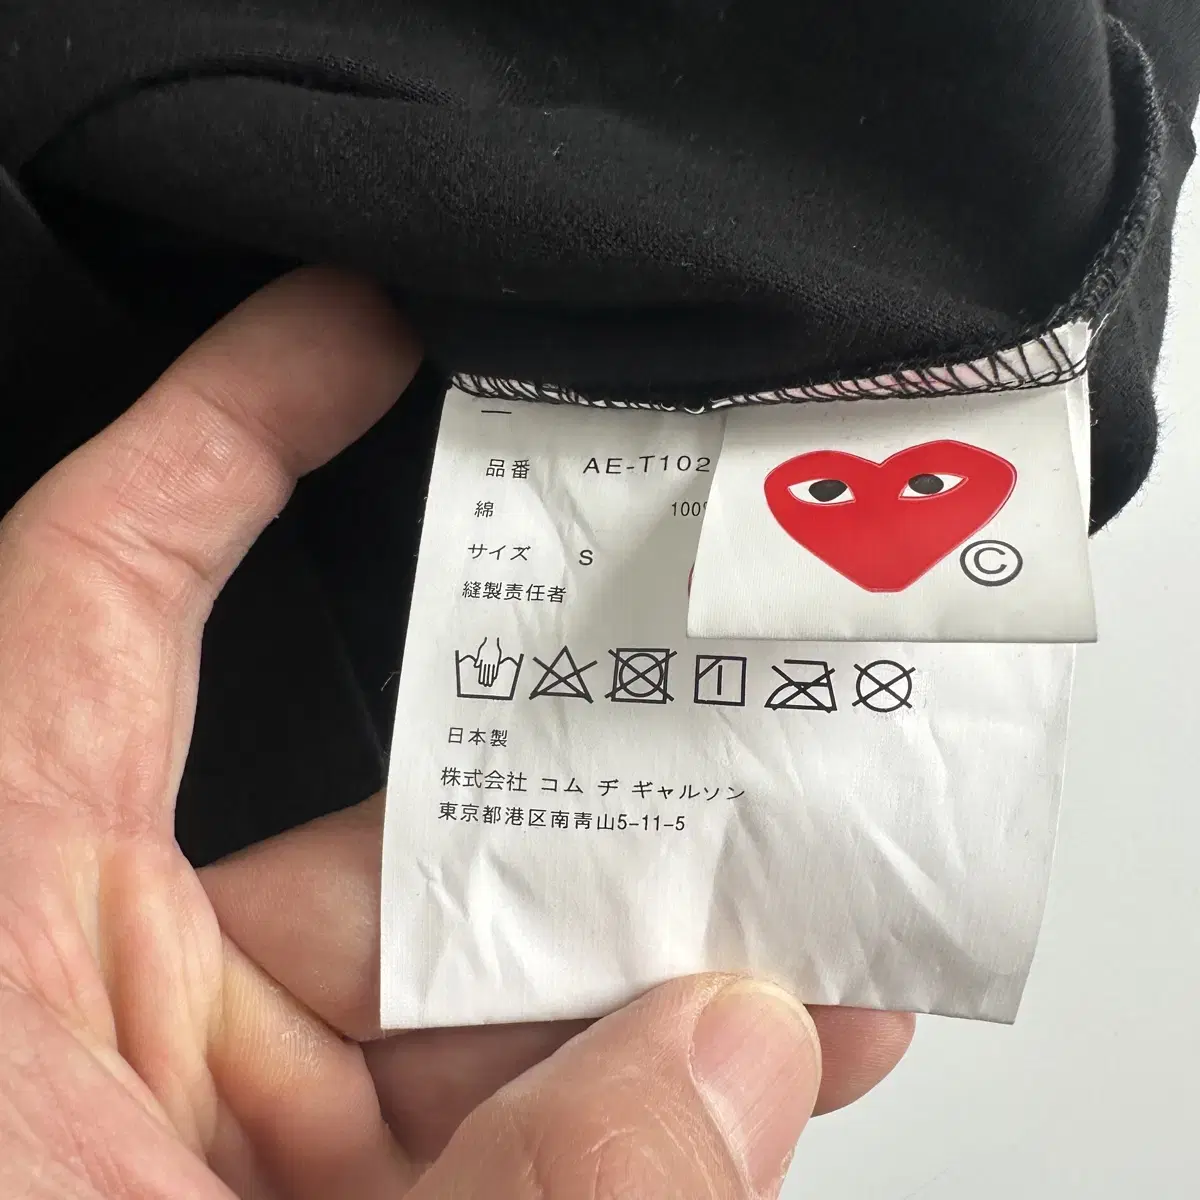 品番 AE-T102
綿 100%
サイズ S
縫製責任者
日本製
株式会社 コム デ ギャルソン
東京都港区南青山5-11-5
©